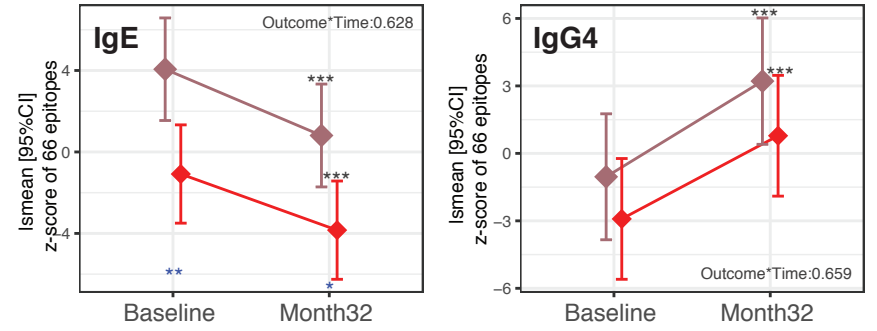 IgE
Outcome*Time:0.628
lsmean [95%CI]
z-score of 66 epitopes
4
0
−4
***
***
**
*
Baseline
Month32
IgG4
Outcome*Time:0.659
lsmean [95%CI]
z-score of 66 epitopes
6
3
0
−3
−6
***
***
Baseline
Month32